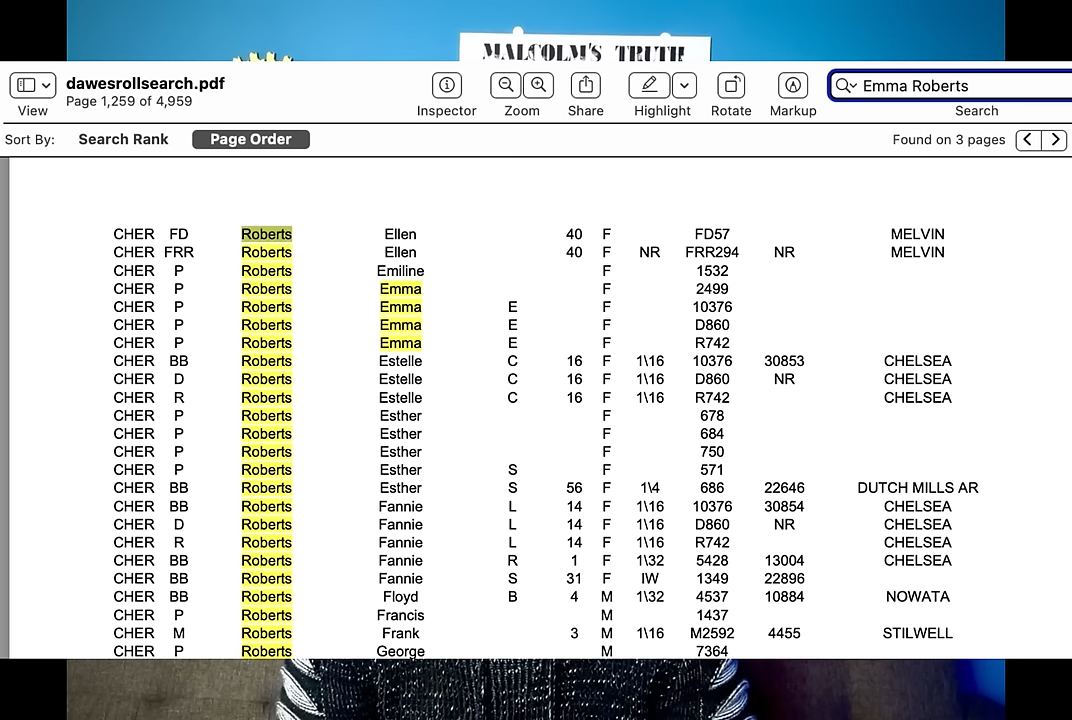 MALCOLM'S TRUTH
dawesrollsearch.pdf
Page 1,259 of 4,959
Emma Roberts
View
Inspector
Zoom
Share
Highlight
Rotate
Markup
Search
Sort By: Search Rank Page Order Found on 3 pages
CHER FD Roberts Ellen 40 F FD57 MELVIN
CHER FRR Roberts Ellen 40 F NR FRR294 NR MELVIN
CHER P Roberts Emiline F 1532
CHER P Roberts Emma F 2499
CHER P Roberts Emma E F 10376
CHER P Roberts Emma E F D860
CHER P Roberts Emma E F R742
CHER BB Roberts Estelle C 16 F 1\16 10376 30853 CHELSEA
CHER D Roberts Estelle C 16 F 1\16 D860 NR CHELSEA
CHER R Roberts Estelle C 16 F 1\16 R742 CHELSEA
CHER P Roberts Esther F 678
CHER P Roberts Esther F 684
CHER P Roberts Esther F 750
CHER P Roberts Esther S F 571
CHER BB Roberts Esther S 56 F 1\4 686 22646 DUTCH MILLS AR
CHER BB Roberts Fannie L 14 F 1\16 10376 30854 CHELSEA
CHER D Roberts Fannie L 14 F 1\16 D860 NR CHELSEA
CHER R Roberts Fannie L 14 F 1\16 R742 CHELSEA
CHER BB Roberts Fannie R 1 F 1\32 5428 13004 CHELSEA
CHER BB Roberts Fannie S 31 F IW 1349 22896
CHER BB Roberts Floyd B 4 M 1\32 4537 10884 NOWATA
CHER P Roberts Francis M 1437
CHER M Roberts Frank 3 M 1\16 M2592 4455 STILWELL
CHER P Roberts George M 7364